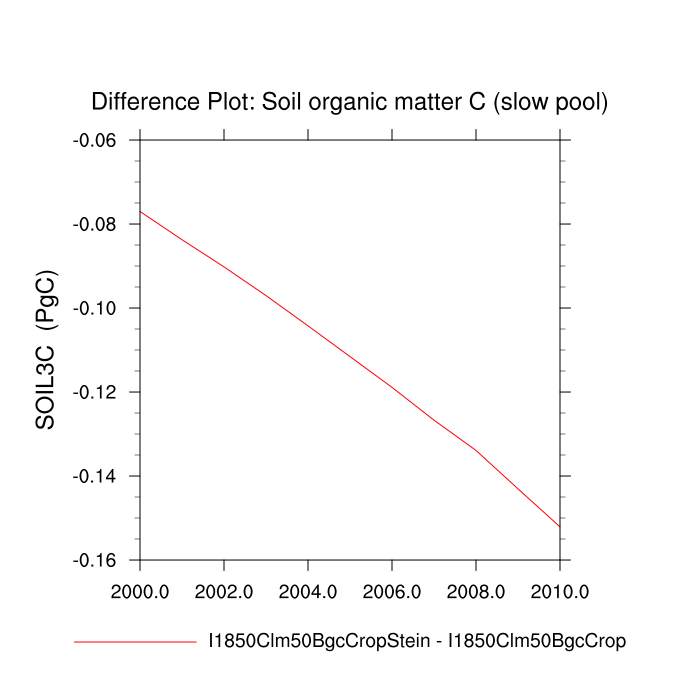 Difference Plot: Soil organic matter C (slow pool)
-0.06
-0.08
-0.10
-0.12
-0.14
-0.16
SOIL3C (PgC)
2000.0 2002.0 2004.0 2006.0 2008.0 2010.0
I1850Clm50BgcCropStein - I1850Clm50BgcCrop